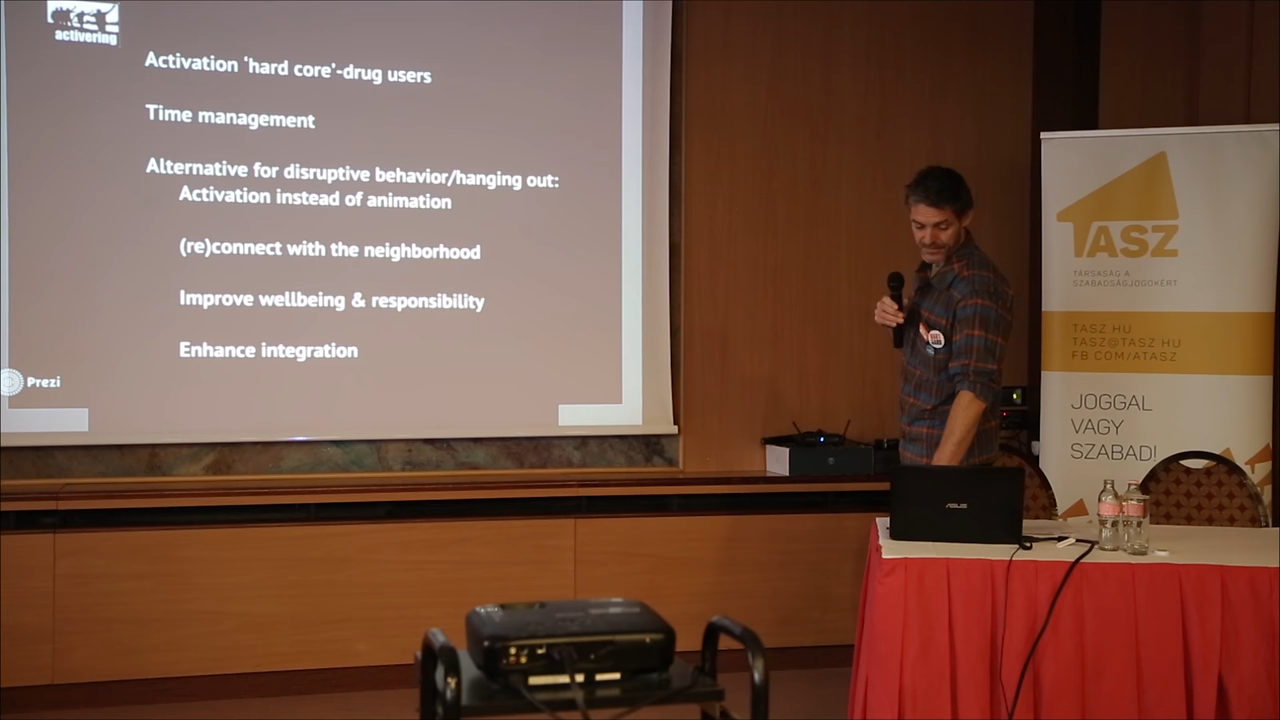 activering
Activation ‘hard core’-drug users
Time management
Alternative for disruptive behavior/hanging out:
Activation instead of animation
(re)connect with the neighborhood
Improve wellbeing & responsibility
Enhance integration
Prezi
TASZ
TÁRSASÁG A
SZABADSÁGJOGOKÉRT
TASZ.HU
TASZ@TASZ.HU
FB.COM/ATASZ
JOGGAL
VAGY
SZABAD!
ASUS